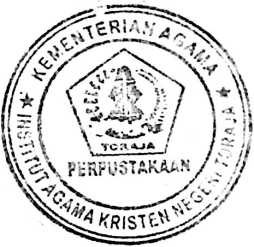 KEMENTERIAN AGAMA
TORAJA
PERPUSTAKAAN
INSTITUT AGAMA KRISTEN NEGERI TORAJA